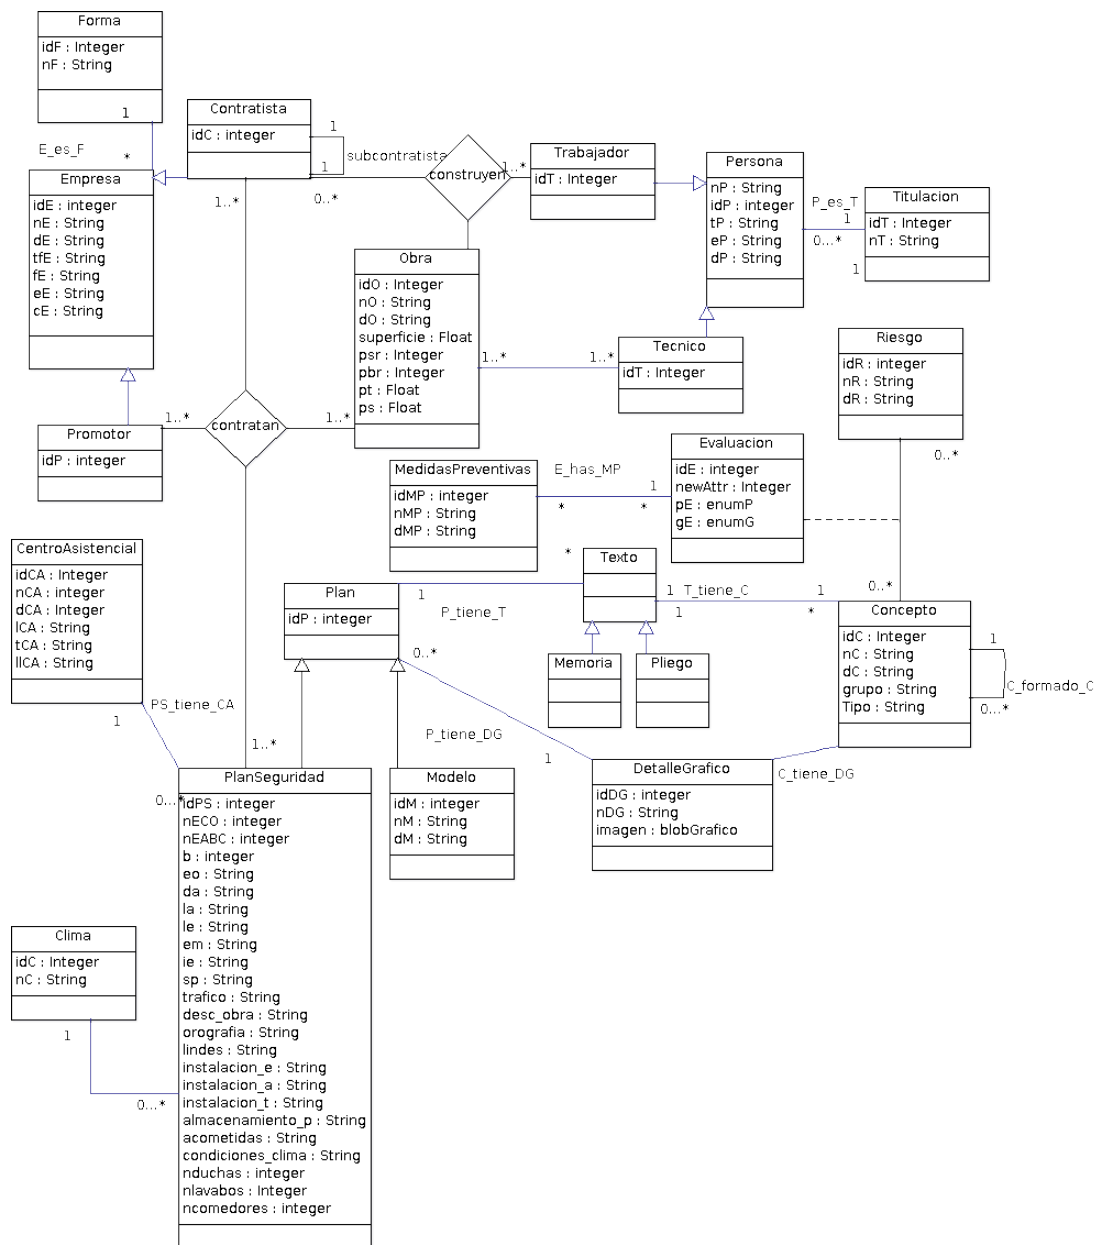 Forma
idF : Integer
nF : String
1
E_es_F
*
Contratista
idC : integer
1
1
subcontratista
0..*
1..*
construyen
1..*
Trabajador
idT : Integer
Persona
nP : String
idP : integer
tP : String
eP : String
dP : String
P_es_T
1
0...*
1
Titulacion
idT : Integer
nT : String
Empresa
idE : integer
nE : String
dE : String
tfE : String
fE : String
eE : String
cE : String
Obra
idO : Integer
nO : String
dO : String
superficie : Float
psr : Integer
pbr : Integer
pt : Float
ps : Float
1..*
1..*
Tecnico
idT : Integer
Riesgo
idR : integer
nR : String
dR : String
0..*
Promotor
idP : integer
1..*
contratan
1..*
MedidasPreventivas
idMP : integer
nMP : String
dMP : String
E_has_MP
1
*
*
Evaluacion
idE : integer
newAttr : Integer
pE : enumP
gE : enumG
CentroAsistencial
idCA : Integer
nCA : integer
dCA : Integer
lCA : String
tCA : String
llCA : String
Plan
idP : integer
1
P_tiene_T
*
Texto
1
T_tiene_C
1
1
*
0..*
Concepto
idC : Integer
nC : String
dC : String
grupo : String
Tipo : String
1
C_formado_C
0...*
Memoria
Pliego
0..*
P_tiene_DG
1
PS_tiene_CA
1
1..*
0...*
DetalleGrafico
idDG : integer
nDG : String
imagen : blobGrafico
C_tiene_DG
PlanSeguridad
idPS : integer
nECO : integer
nEABC : integer
b : integer
eo : String
da : String
la : String
le : String
em : String
ie : String
sp : String
trafico : String
desc_obra : String
orografia : String
lindes : String
instalacion_e : String
instalacion_a : String
instalacion_t : String
almacenamiento_p : String
acometidas : String
condiciones_clima : String
nduchas : integer
nlavabos : Integer
ncomedores : integer
Modelo
idM : integer
nM : String
dM : String
Clima
idC : Integer
nC : String
1
0...*